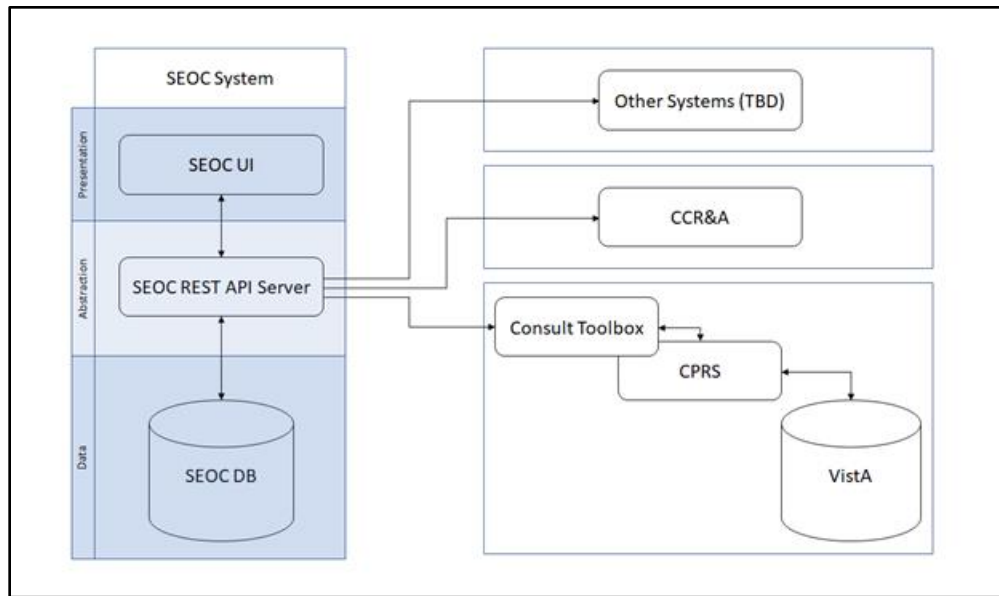 SEOC System
Presentation
SEOC UI
Abstraction
SEOC REST API Server
Data
SEOC DB
Other Systems (TBD)
CCR&A
Consult Toolbox
CPRS
VistA